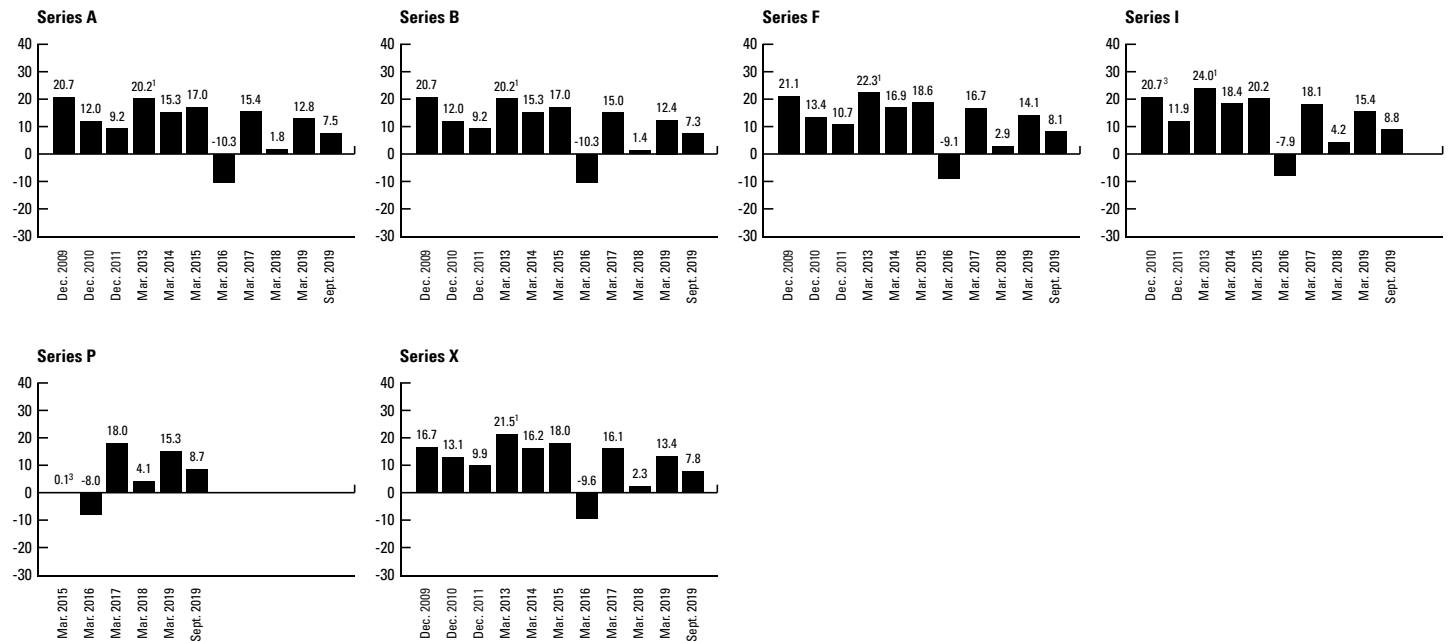 Series A
40
30
20
10
0
-10
-20
-30
20.7
12.0
9.2
20.2¹
15.3
17.0
-10.3
15.4
1.8
12.8
7.5
Dec. 2009
Dec. 2010
Dec. 2011
Mar. 2013
Mar. 2014
Mar. 2015
Mar. 2016
Mar. 2017
Mar. 2018
Mar. 2019
Sept. 2019
Series B
40
30
20
10
0
-10
-20
-30
20.7
12.0
9.2
20.2¹
15.3
17.0
-10.3
15.0
1.4
12.4
7.3
Dec. 2009
Dec. 2010
Dec. 2011
Mar. 2013
Mar. 2014
Mar. 2015
Mar. 2016
Mar. 2017
Mar. 2018
Mar. 2019
Sept. 2019
Series F
40
30
20
10
0
-10
-20
-30
21.1
13.4
10.7
22.3¹
16.9
18.6
-9.1
16.7
2.9
14.1
8.1
Dec. 2009
Dec. 2010
Dec. 2011
Mar. 2013
Mar. 2014
Mar. 2015
Mar. 2016
Mar. 2017
Mar. 2018
Mar. 2019
Sept. 2019
Series I
40
30
20
10
0
-10
-20
-30
20.7³
11.9
24.0¹
18.4
20.2
-7.9
18.1
4.2
15.4
8.8
Dec. 2010
Dec. 2011
Mar. 2013
Mar. 2014
Mar. 2015
Mar. 2016
Mar. 2017
Mar. 2018
Mar. 2019
Sept. 2019
Series P
40
30
20
10
0
-10
-20
-30
0.1³
-8.0
18.0
4.1
15.3
8.7
Mar. 2015
Mar. 2016
Mar. 2017
Mar. 2018
Mar. 2019
Sept. 2019
Series X
40
30
20
10
0
-10
-20
-30
16.7
13.1
9.9
21.5¹
16.2
18.0
-9.6
16.1
2.3
13.4
7.8
Dec. 2009
Dec. 2010
Dec. 2011
Mar. 2013
Mar. 2014
Mar. 2015
Mar. 2016
Mar. 2017
Mar. 2018
Mar. 2019
Sept. 2019